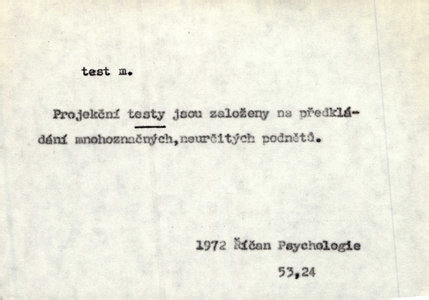 test m.
Projekční testy jsou založeny na předklá-
dání mnohoznačných,neurčitých podnětů.
1972 Říčan Psychologie
53,24